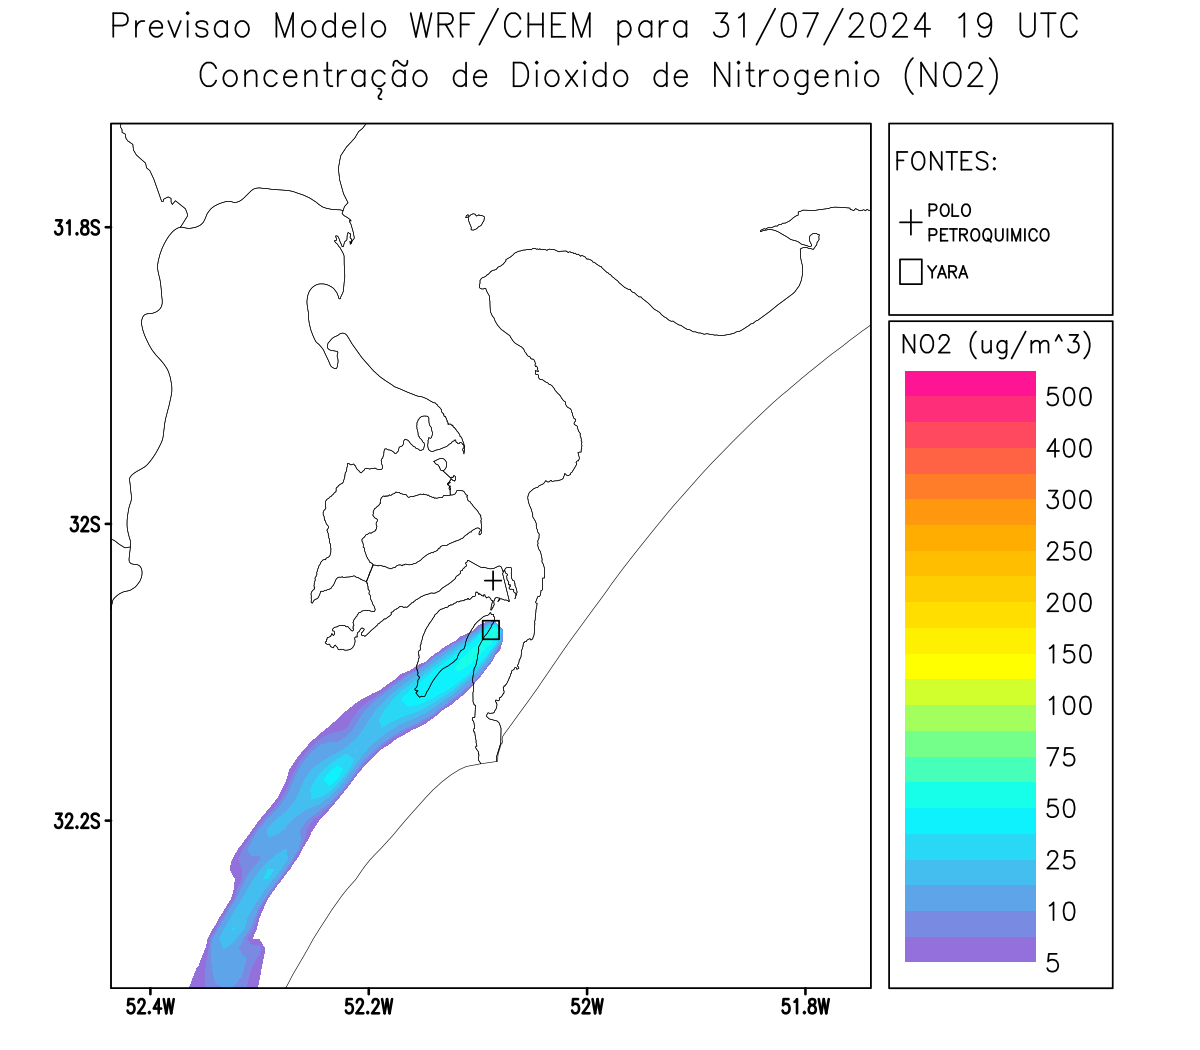 Previsao Modelo WRF/CHEM para 31/07/2024 19 UTC
Concentração de Dioxido de Nitrogenio (NO2)
FONTES:
POLO
PETROQUIMICO
YARA
NO2 (ug/m^3)
500
400
300
250
200
150
100
75
50
25
10
5
31.8S
32S
32.2S
52.4W
52.2W
52W
51.8W